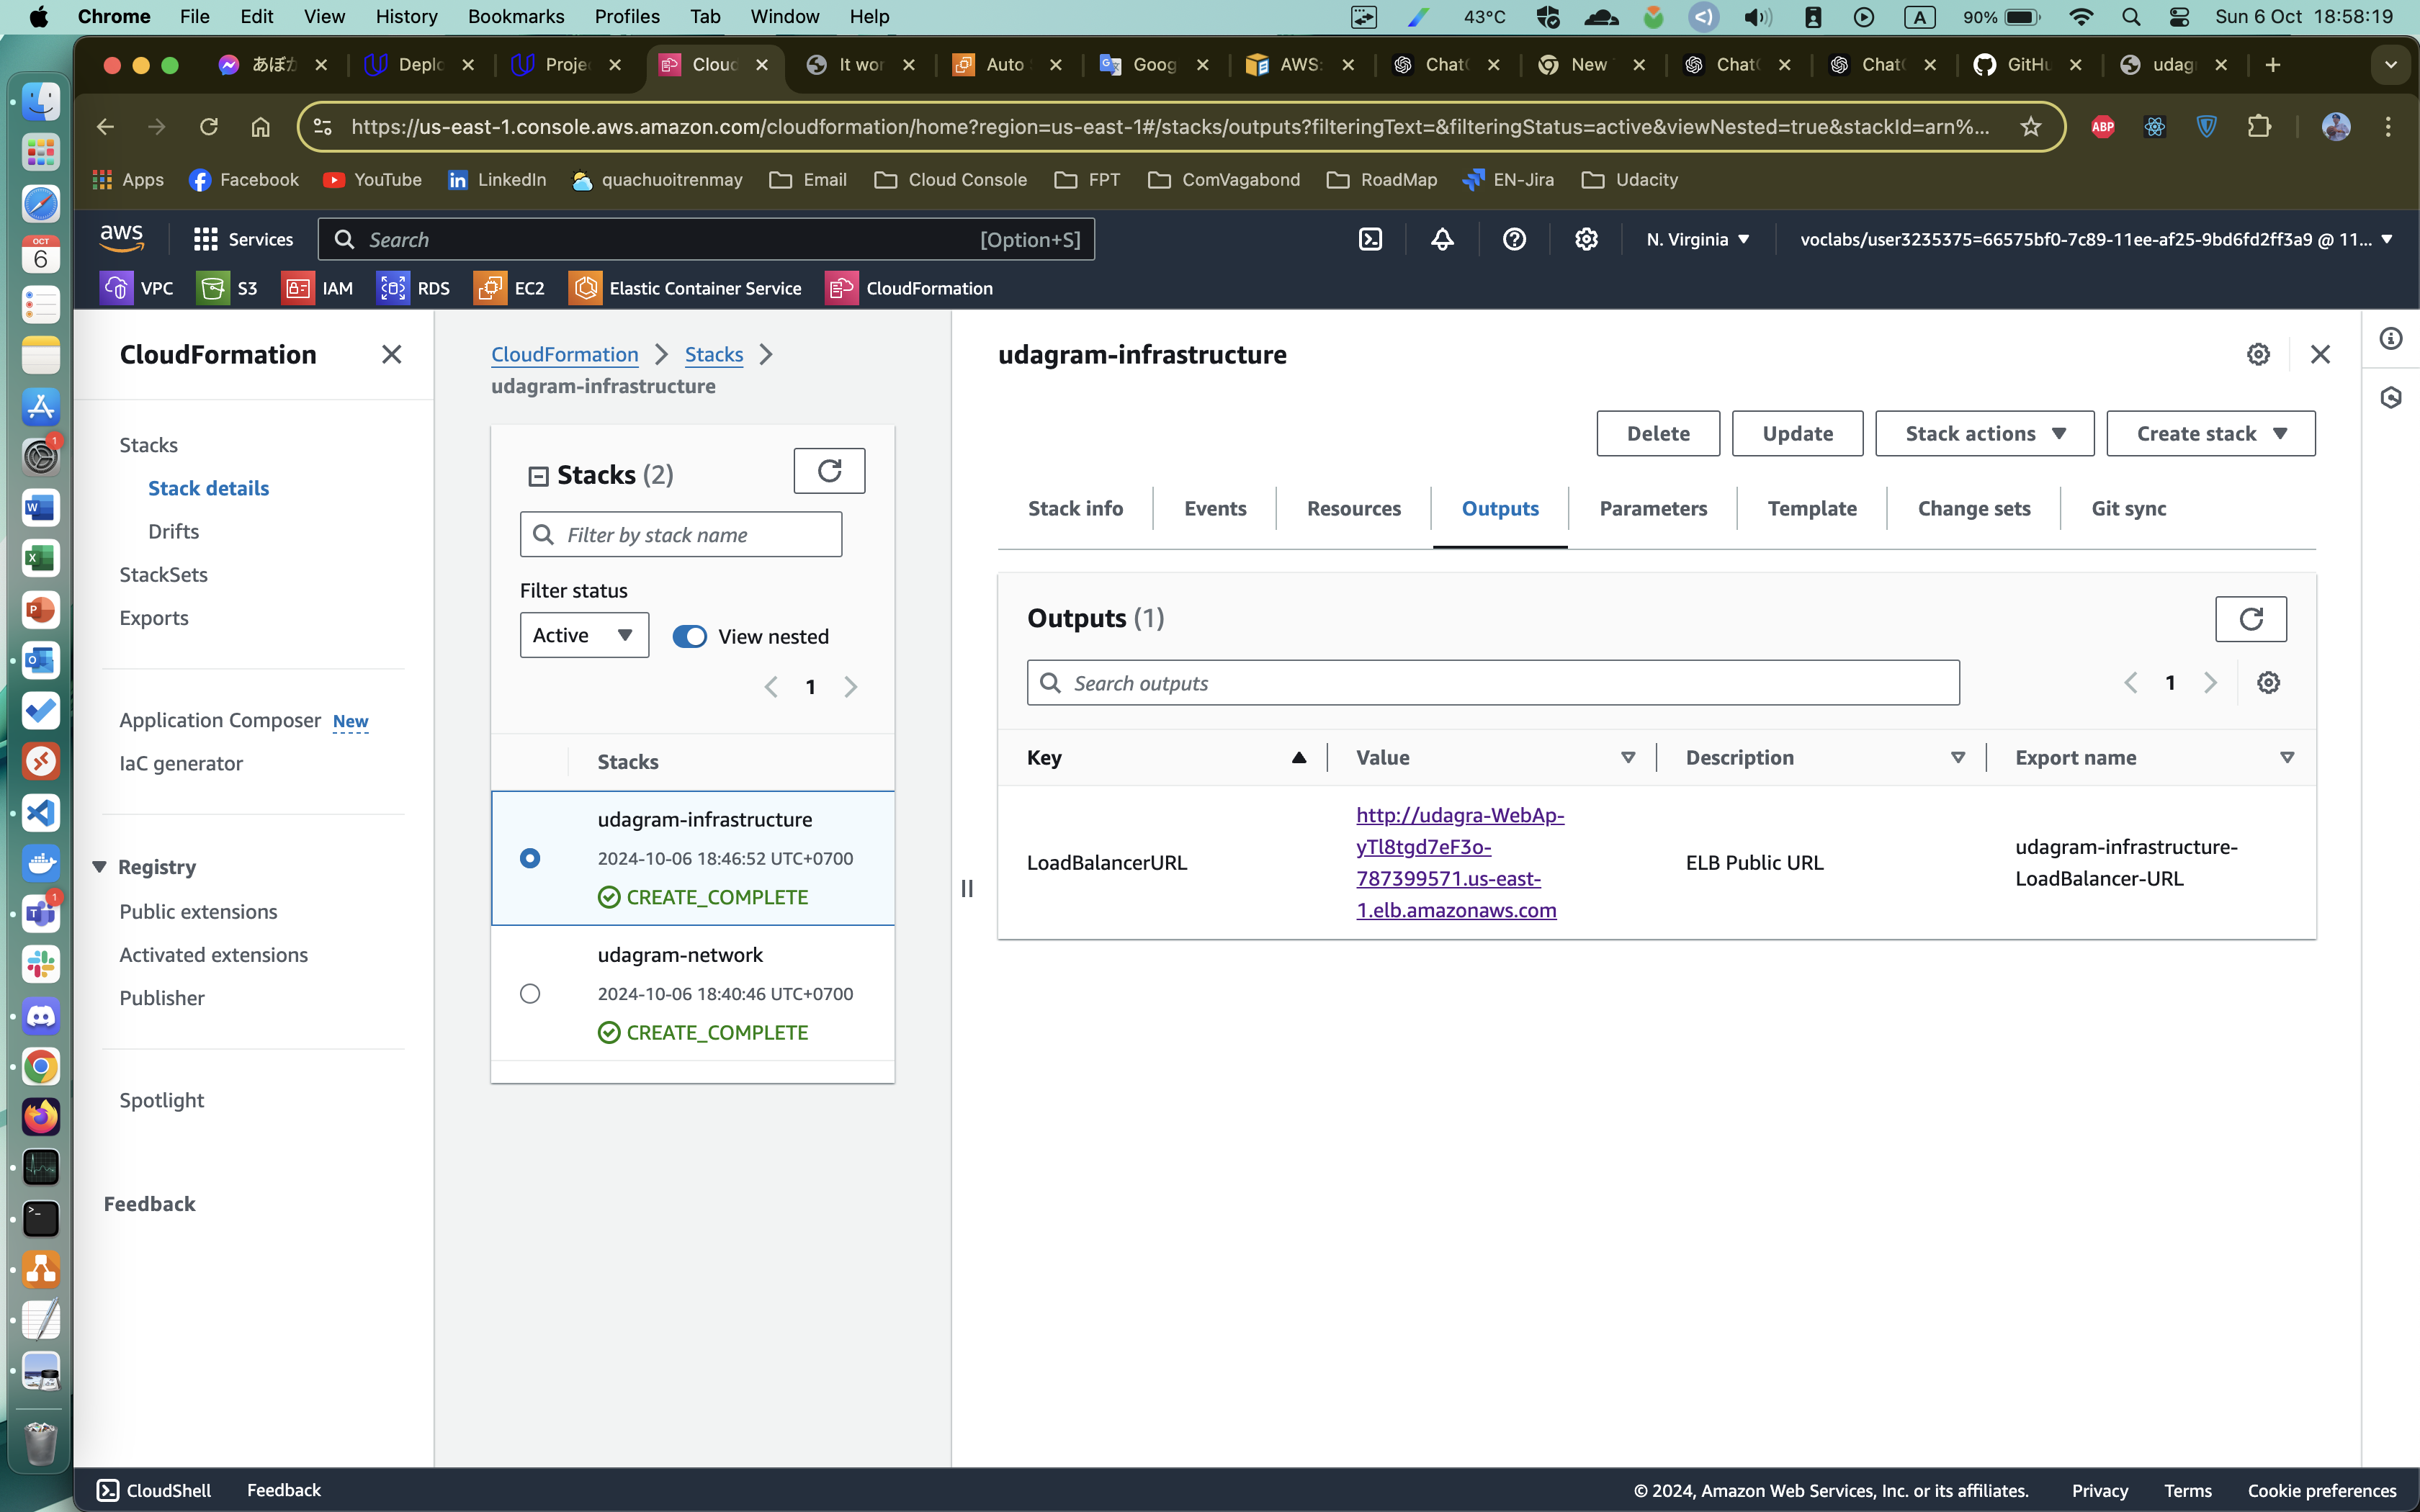 Chrome File Edit View History Bookmarks Profiles Tab Window Help 43°C A 90% Sun 6 Oct 18:58:19
あぼか Deplo Projec Cloud It wor Auto Goog AWS: ChatG New ChatG ChatG GitHu udagr
https://us-east-1.console.aws.amazon.com/cloudformation/home?region=us-east-1#/stacks/outputs?filteringText=&filteringStatus=active&viewNested=true&stackId=arn%... ABP
Apps Facebook YouTube LinkedIn quachuoitrenmay Email Cloud Console FPT ComVagabond RoadMap EN-Jira Udacity
aws Services Search [Option+S] N. Virginia voclabs/user3235375=66575bf0-7c89-11ee-af25-9bd6fd2ff3a9 @ 11...
VPC S3 IAM RDS EC2 Elastic Container Service CloudFormation
OCT
6
CloudFormation
Stacks
Stack details
Drifts
StackSets
Exports
Application Composer New
IaC generator
Registry
Public extensions
Activated extensions
Publisher
Spotlight
Feedback
CloudFormation Stacks
udagram-infrastructure
Stacks (2)
Filter by stack name
Filter status
Active View nested
1
Stacks
udagram-infrastructure
2024-10-06 18:46:52 UTC+0700
CREATE_COMPLETE
udagram-network
2024-10-06 18:40:46 UTC+0700
CREATE_COMPLETE
udagram-infrastructure
Delete Update Stack actions Create stack
Stack info Events Resources Outputs Parameters Template Change sets Git sync
Outputs (1)
Search outputs 1
Key Value Description Export name
LoadBalancerURL
http://udagra-WebAp-
yTl8tgd7eF3o-
787399571.us-east-
1.elb.amazonaws.com
ELB Public URL
udagram-infrastructure-
LoadBalancer-URL
CloudShell Feedback © 2024, Amazon Web Services, Inc. or its affiliates. Privacy Terms Cookie preferences